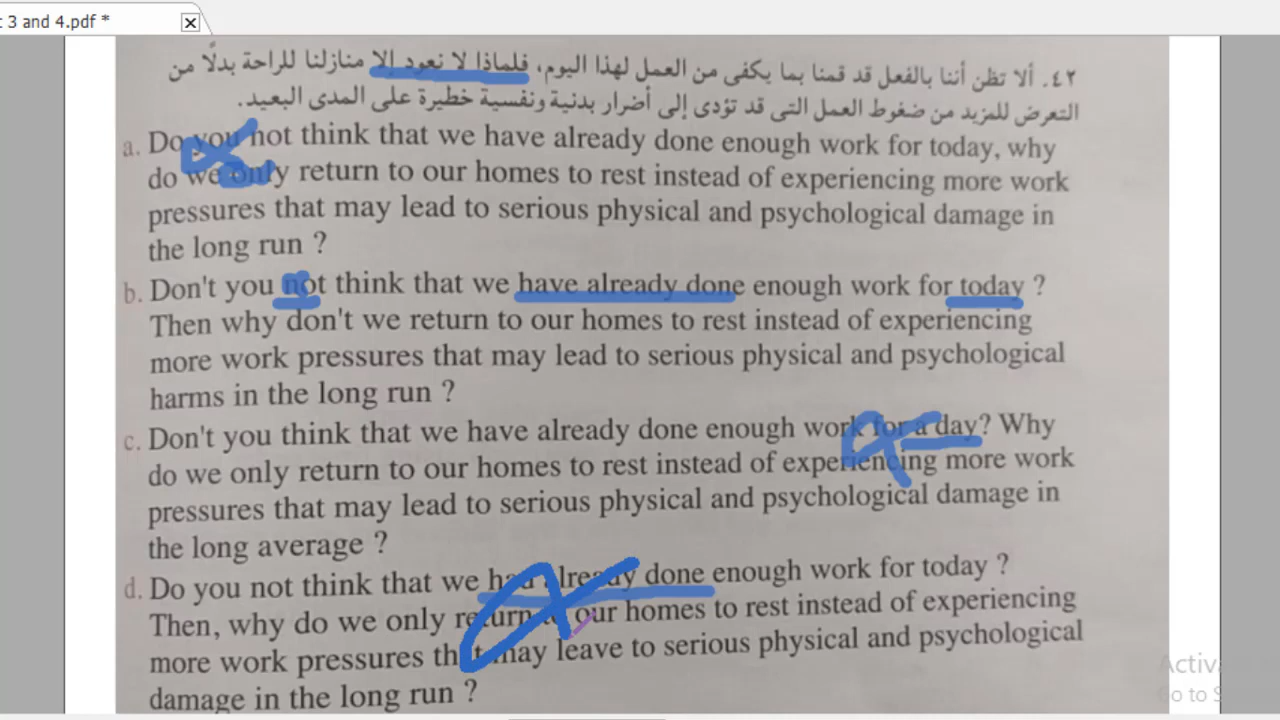 3 and 4.pdf *
٤٢. ألا تظن أننا بالفعل قد قمنا بما يكفى من العمل لهذا اليوم، فلماذا لا نعود إلا منازلنا للراحة بدلًا من
التعرض للمزيد من ضغوط العمل التى قد تؤدى إلى أضرار بدنية ونفسية خطيرة على المدى البعيد.
a. Do you not think that we have already done enough work for today, why
do we only return to our homes to rest instead of experiencing more work
pressures that may lead to serious physical and psychological damage in
the long run ?
b. Don't you not think that we have already done enough work for today ?
Then why don't we return to our homes to rest instead of experiencing
more work pressures that may lead to serious physical and psychological
harms in the long run ?
c. Don't you think that we have already done enough work for a day? Why
do we only return to our homes to rest instead of experiencing more work
pressures that may lead to serious physical and psychological damage in
the long average ?
d. Do you not think that we had already done enough work for today ?
Then, why do we only return to our homes to rest instead of experiencing
more work pressures that may leave to serious physical and psychological
damage in the long run ?
Go to